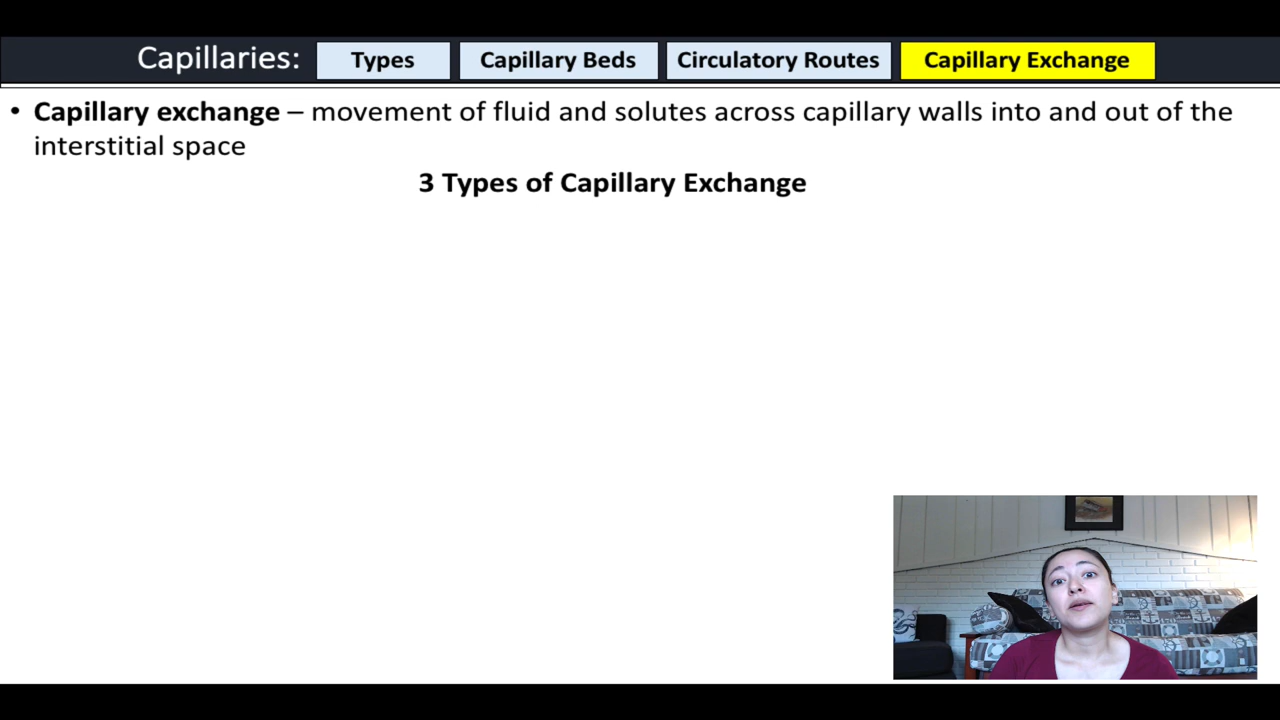 Capillaries: Types Capillary Beds Circulatory Routes Capillary Exchange
• Capillary exchange – movement of fluid and solutes across capillary walls into and out of the
interstitial space
3 Types of Capillary Exchange